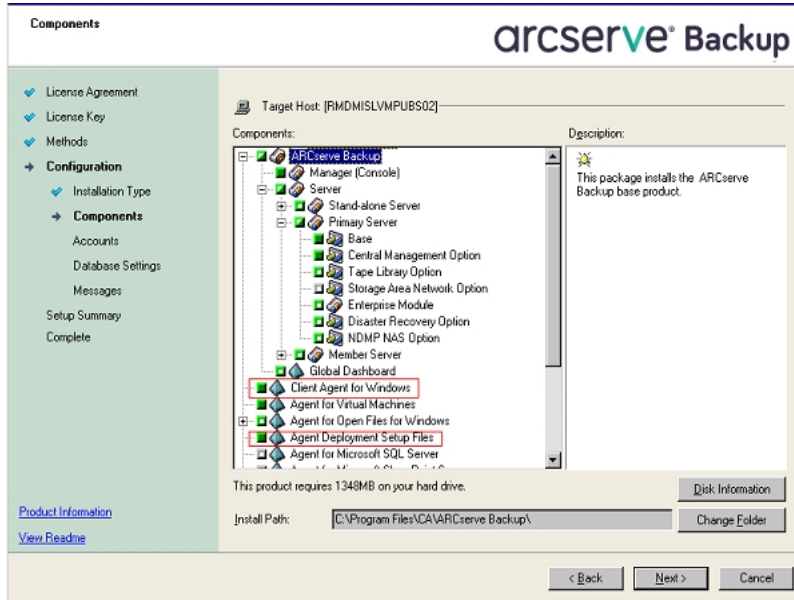 Components
arcserve® Backup
License Agreement
License Key
Methods
Configuration
Installation Type
Components
Accounts
Database Settings
Messages
Setup Summary
Complete
Product Information
View Readme
Target Host: [RMDMISLVMPUBS02]
Components:
ARCserve Backup
Manager (Console)
Server
Stand-alone Server
Primary Server
Base
Central Management Option
Tape Library Option
Storage Area Network Option
Enterprise Module
Disaster Recovery Option
NDMP NAS Option
Member Server
Global Dashboard
Client Agent for Windows
Agent for Virtual Machines
Agent for Open Files for Windows
Agent Deployment Setup Files
Agent for Microsoft SQL Server
Description:
This package installs the ARCserve
Backup base product.
This product requires 1348MB on your hard drive.
Disk Information
Install Path:
C:\Program Files\CA\ARCserve Backup\
Change Folder
< Back
Next >
Cancel